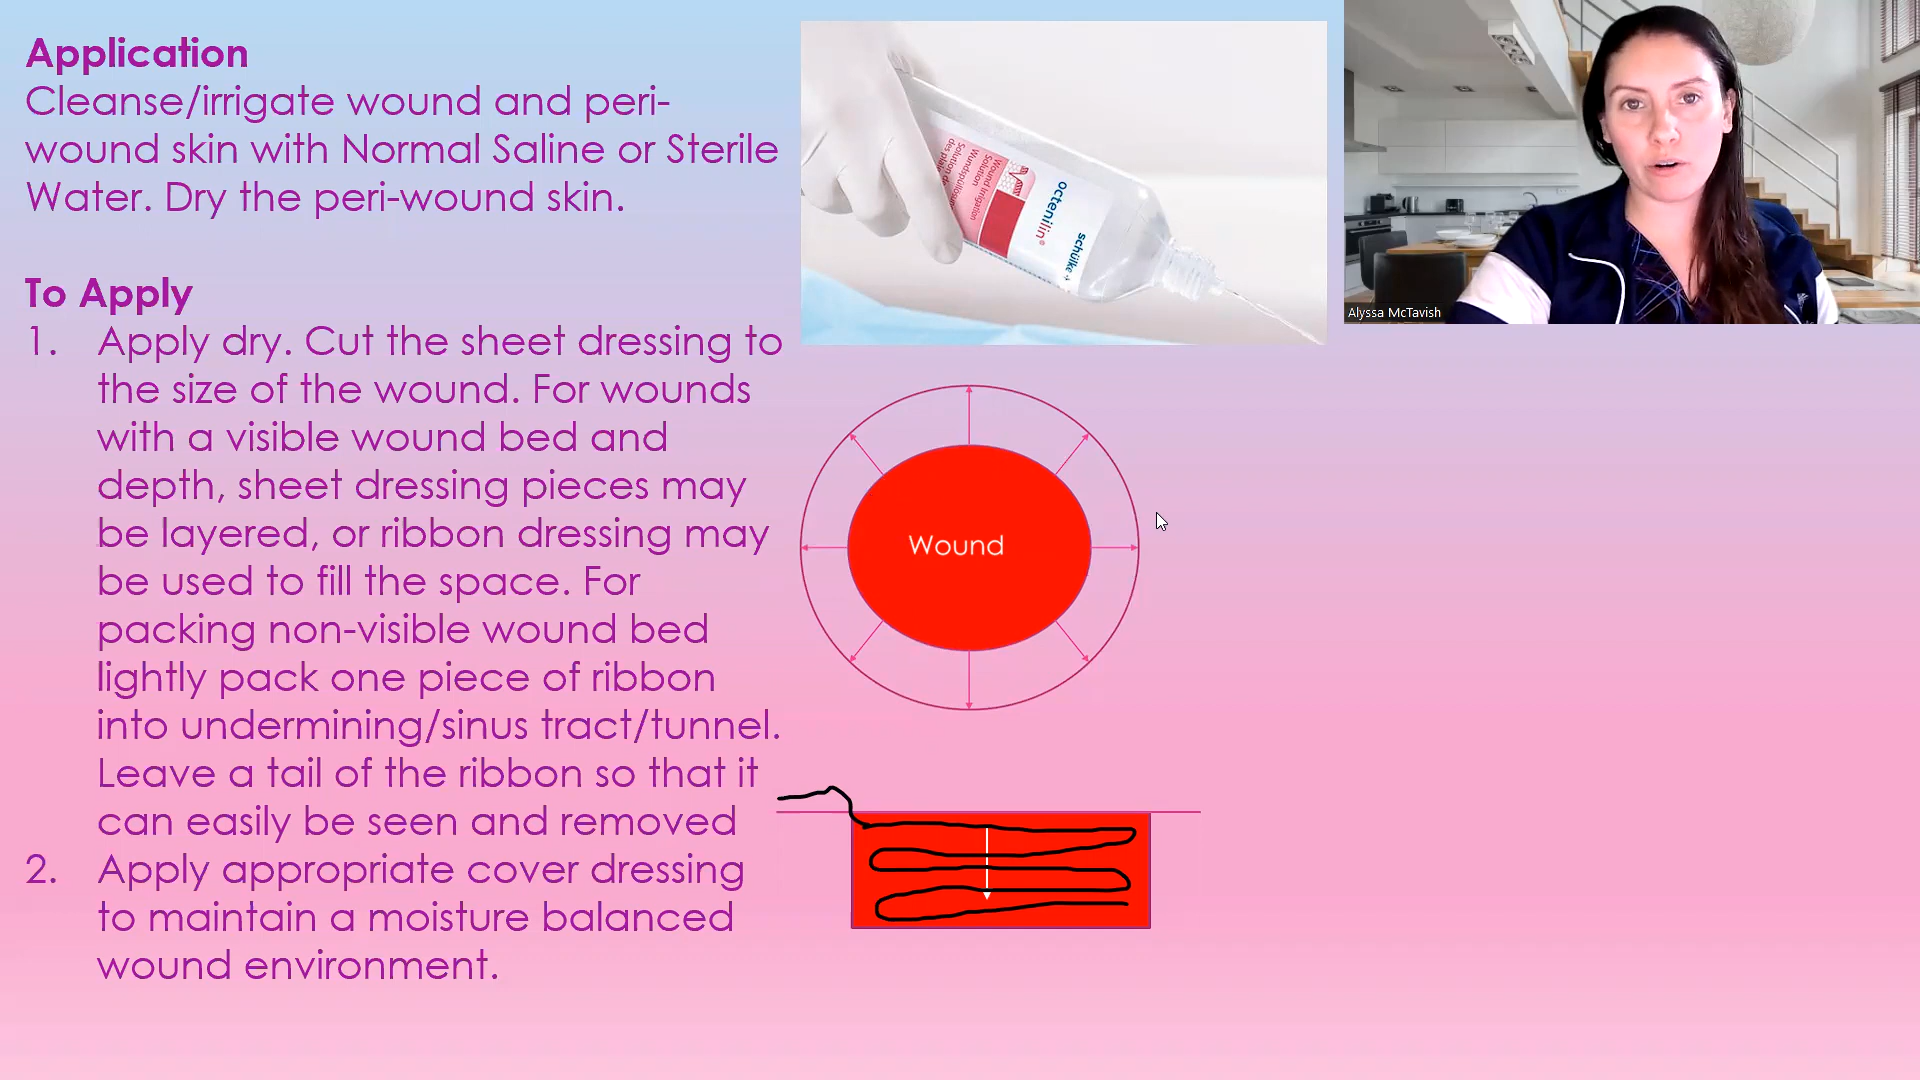 Application
Cleanse/irrigate wound and peri-
wound skin with Normal Saline or Sterile
Water. Dry the peri-wound skin.
To Apply
1. Apply dry. Cut the sheet dressing to
the size of the wound. For wounds
with a visible wound bed and
depth, sheet dressing pieces may
be layered, or ribbon dressing may
be used to fill the space. For
packing non-visible wound bed
lightly pack one piece of ribbon
into undermining/sinus tract/tunnel.
Leave a tail of the ribbon so that it
can easily be seen and removed
2. Apply appropriate cover dressing
to maintain a moisture balanced
wound environment.
octenilin®
schülke
Wound Irrigation
Solution
Alyssa McTavish
Wound